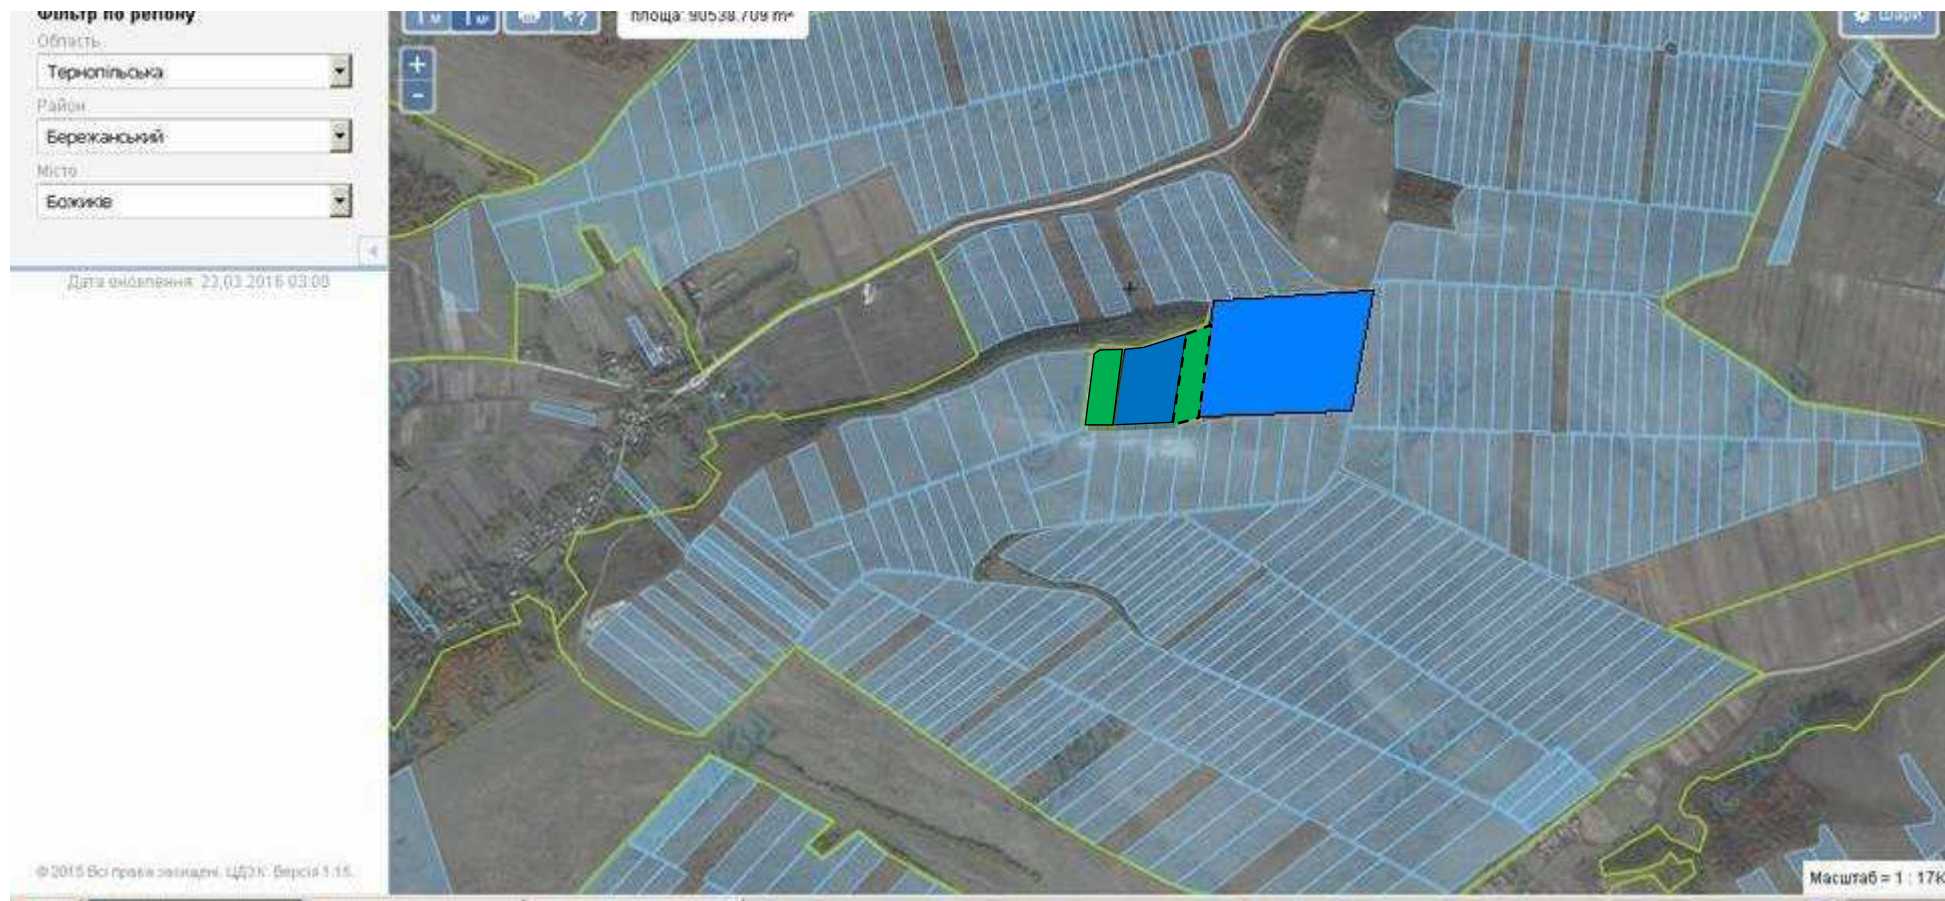 Фільтр по регіону
Область
Тернопільська
Район
Бережанський
Місто
Божиків
Дата оновлення: 23.03.2016 03:00
© 2015 Всі права захищені. ЦДЗК. Версія 1.15.
площа: 90538.709 m²
Шари
+
-
Масштаб = 1 : 17K